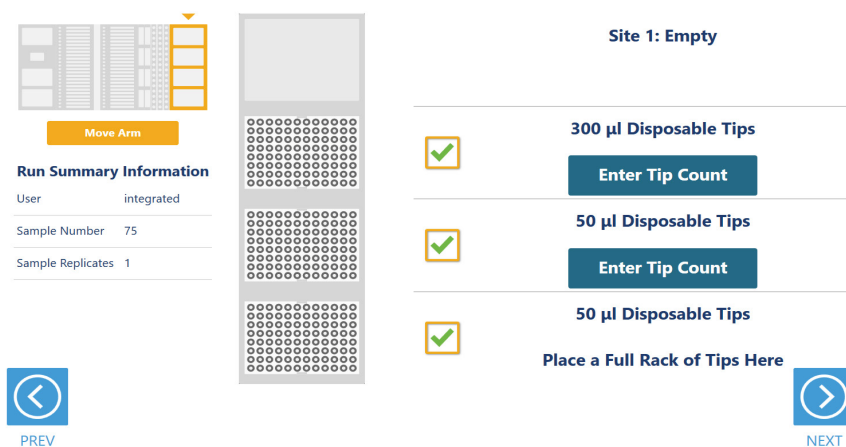 Site 1: Empty
Move Arm
300 µl Disposable Tips
Enter Tip Count
Run Summary Information
User integrated
Sample Number 75
Sample Replicates 1
50 µl Disposable Tips
Enter Tip Count
50 µl Disposable Tips
Place a Full Rack of Tips Here
PREV
NEXT